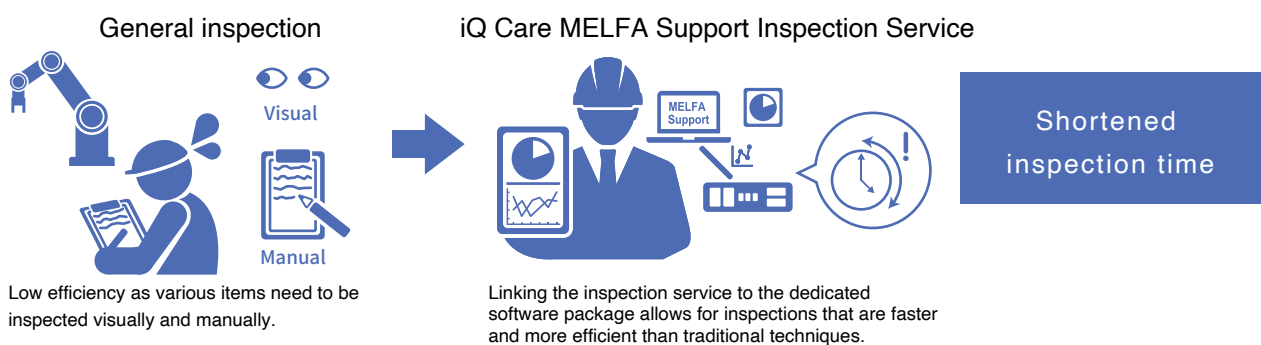 General inspection
Visual
Manual
Low efficiency as various items need to be
inspected visually and manually.
iQ Care MELFA Support Inspection Service
MELFA
Support
Linking the inspection service to the dedicated
software package allows for inspections that are faster
and more efficient than traditional techniques.
Shortened
inspection time